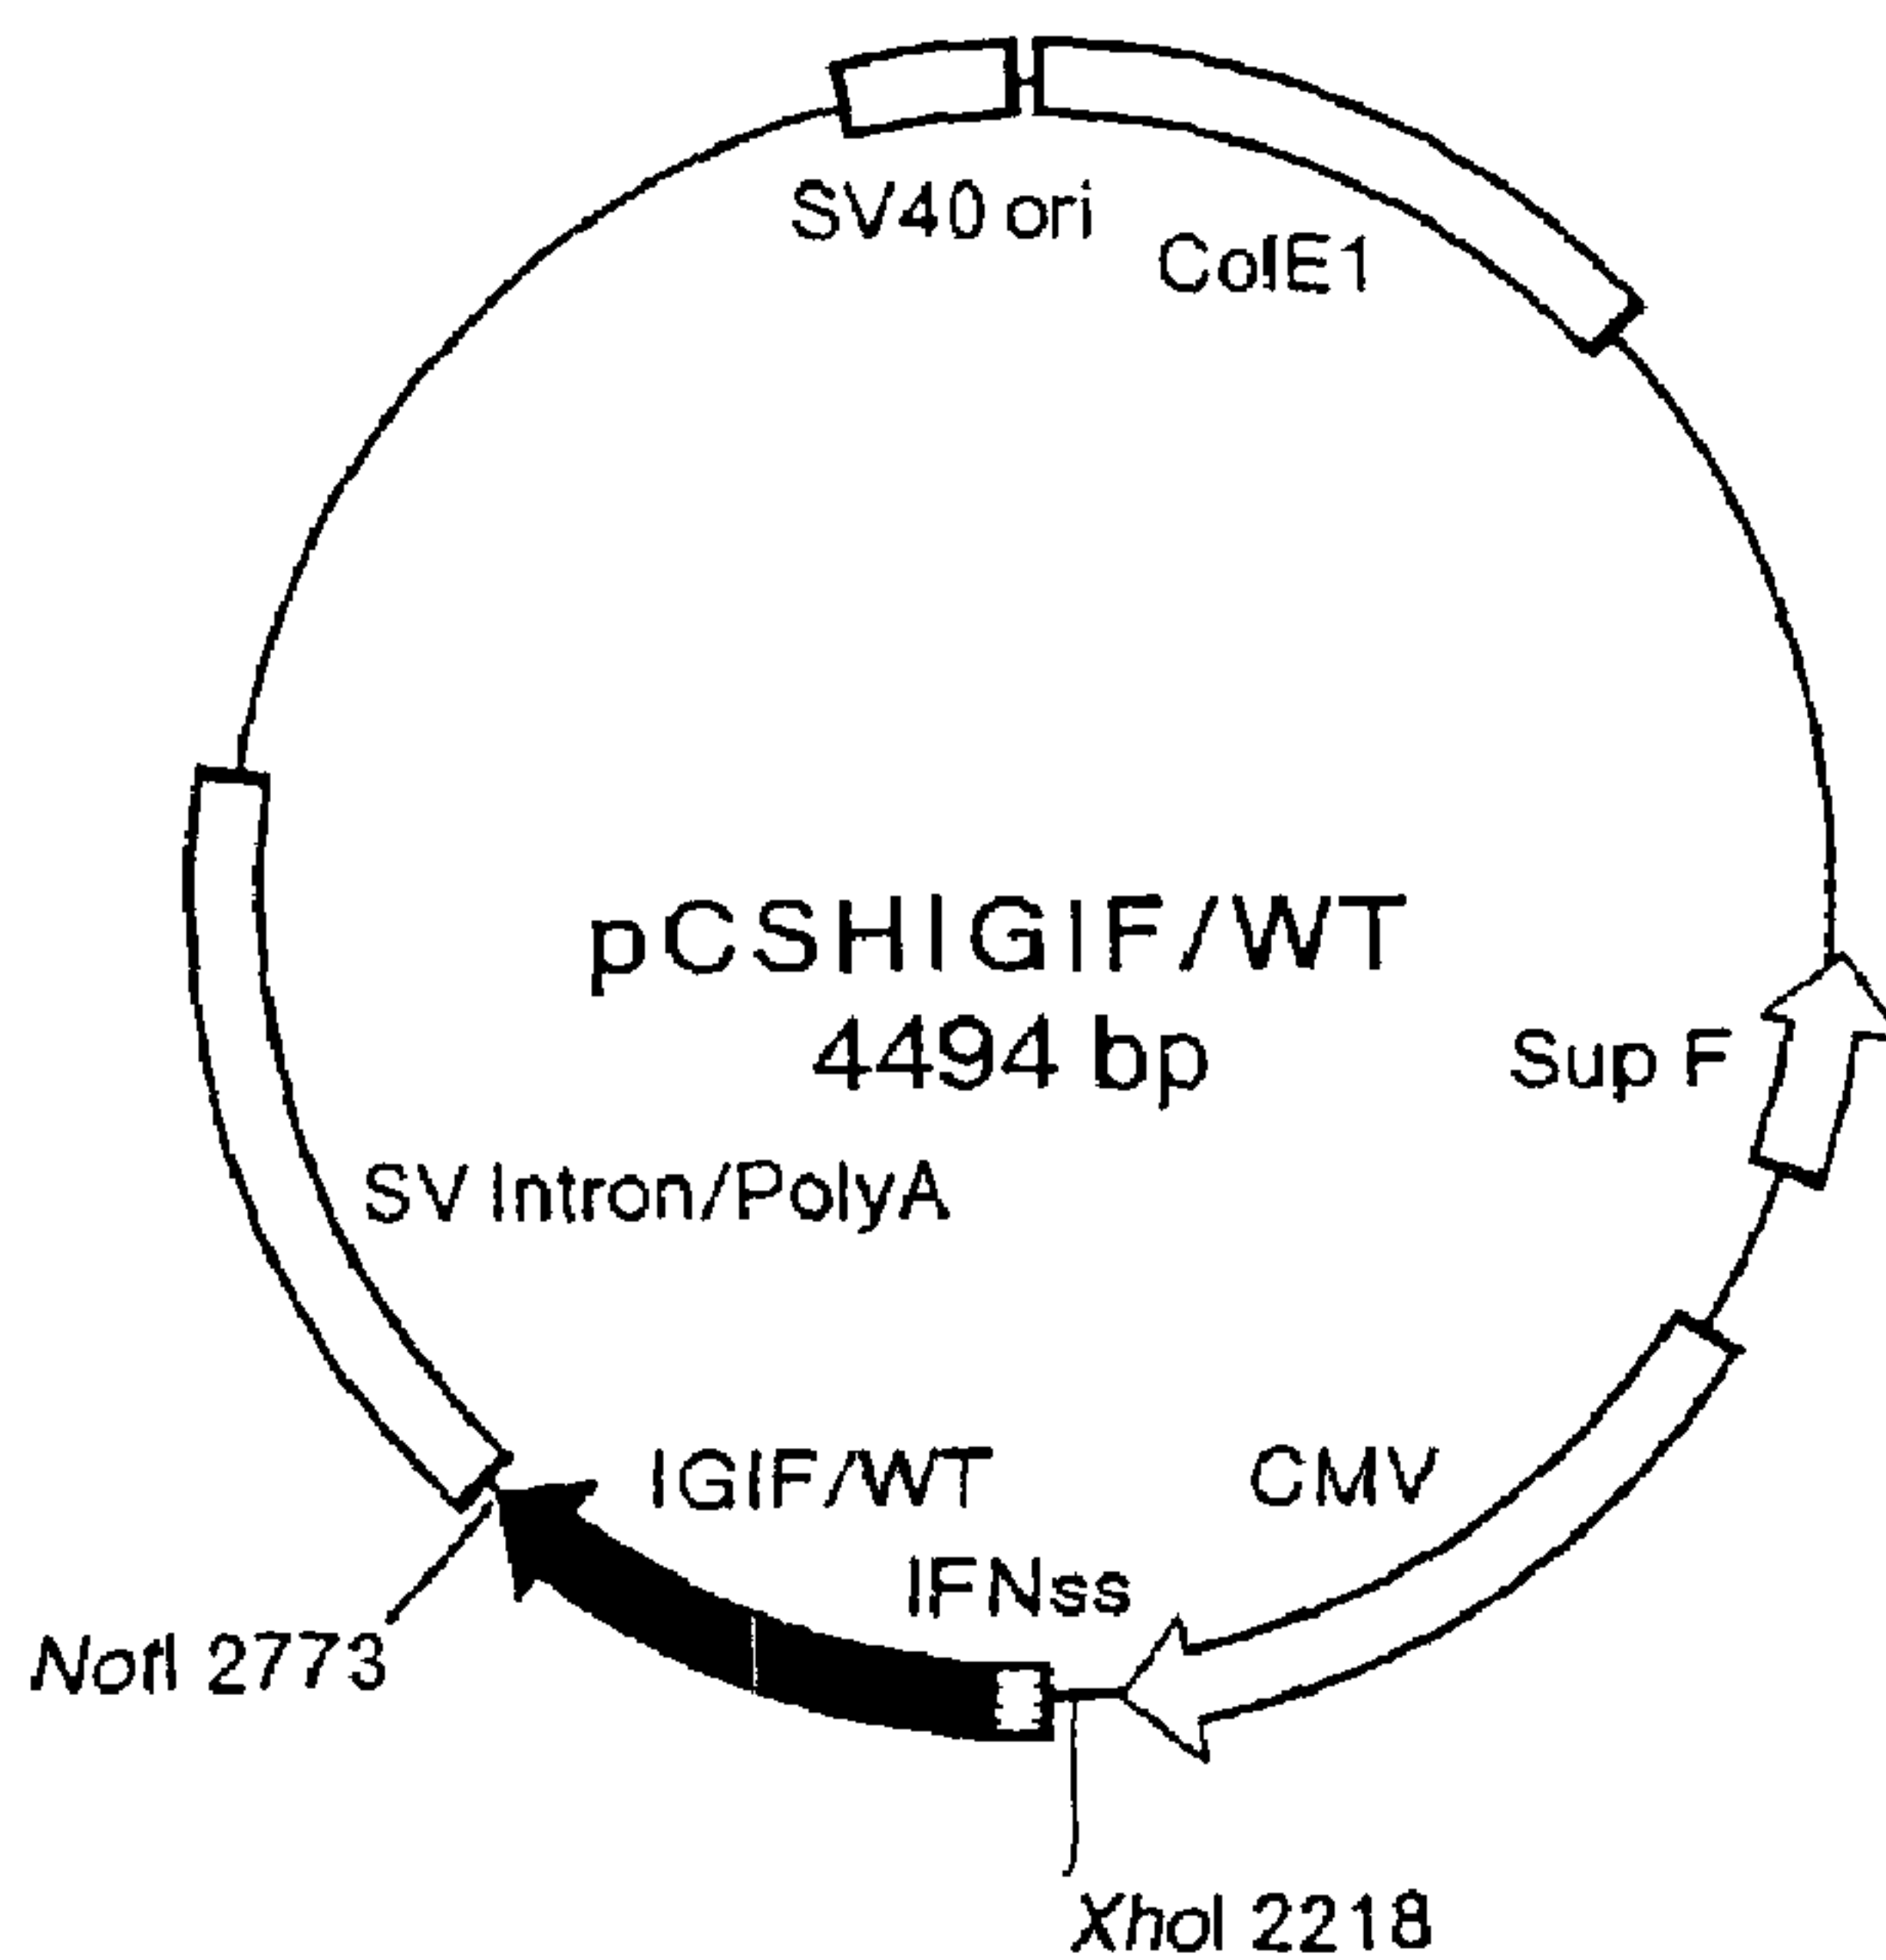 SV40 ori
ColE1
pCSHIGIF/WT
4494 bp
Sup F
SV Intron/PolyA
IGIF/WT
CMV
IFNss
NotI 2773
XhoI 2218